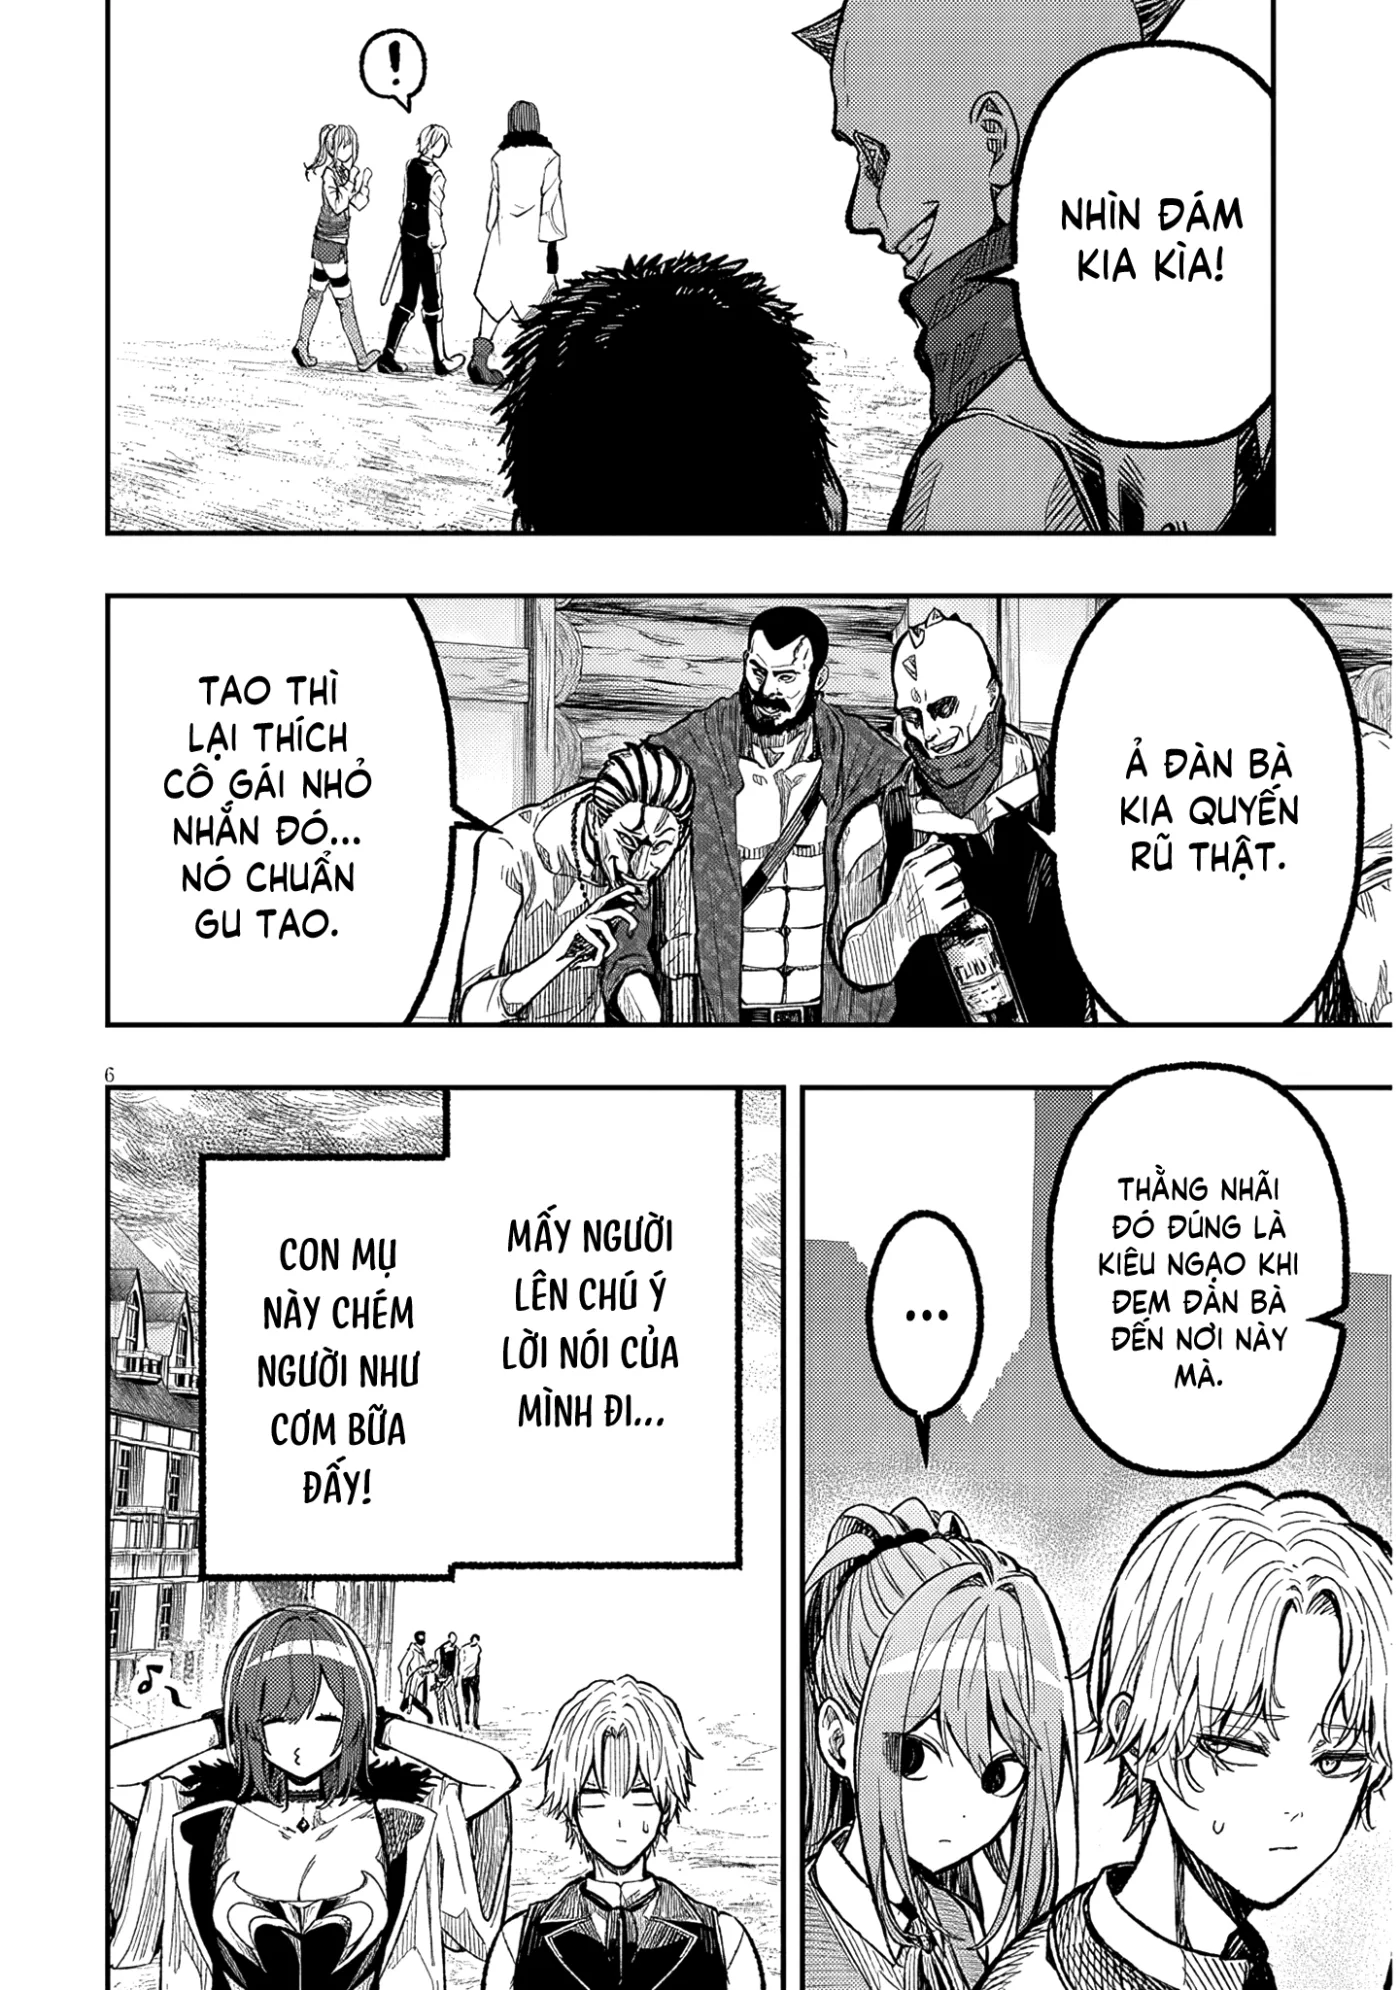 !
NHÌN ĐÁM
KIA KÌA!
Ả ĐÀN BÀ
KIA QUYẾN
RŨ THẬT.
TAO THÌ
LẠI THÍCH
CÔ GÁI NHỎ
NHẮN ĐÓ...
NÓ CHUẨN
GU TAO.
6
THẰNG NHÃI
ĐÓ ĐÚNG LÀ
KIÊU NGẠO KHI
ĐEM ĐÀN BÀ
ĐẾN NƠI NÀY
MÀ.
...
MẤY NGƯỜI
LÊN CHÚ Ý
LỜI NÓI CỦA
MÌNH ĐI...
CON MỤ
NÀY CHÉM
NGƯỜI NHƯ
CƠM BỮA
ĐẤY!